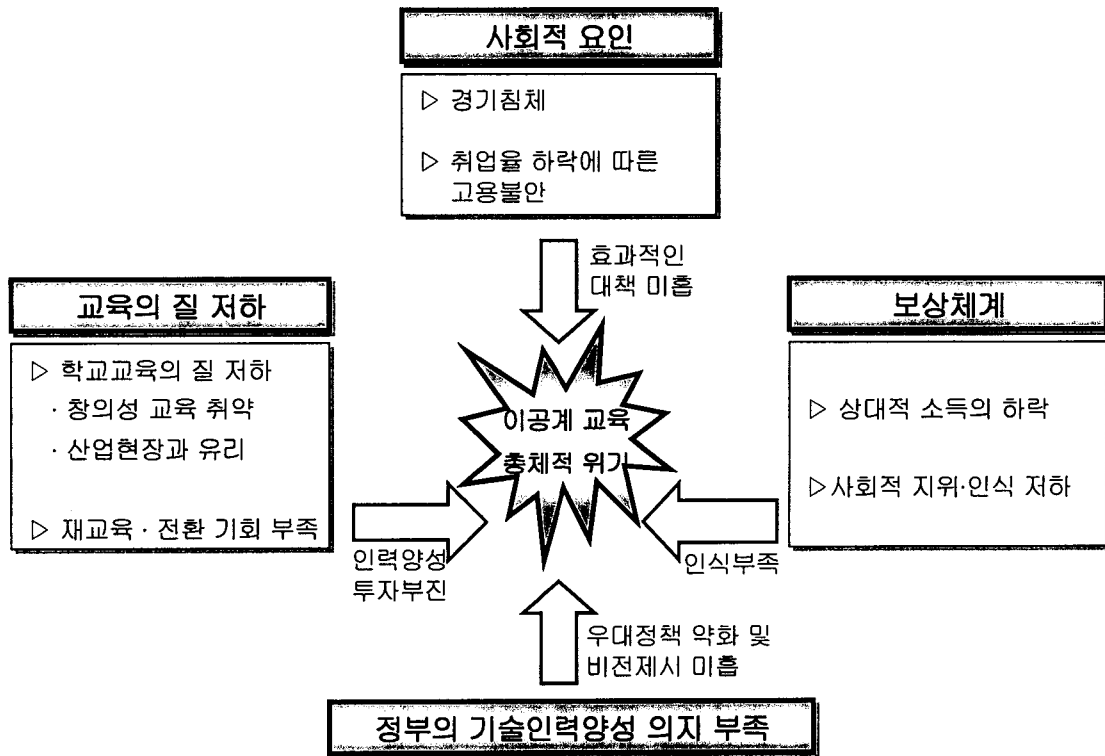 사회적 요인
▷ 경기침체
▷ 취업율 하락에 따른
고용불안
효과적인
대책 미흡
교육의 질 저하
▷ 학교교육의 질 저하
· 창의성 교육 취약
· 산업현장과 유리
▷ 재교육 · 전환 기회 부족
인력양성
투자부진
이공계 교육
총체적 위기
보상체계
▷ 상대적 소득의 하락
▷사회적 지위·인식 저하
인식부족
우대정책 약화 및
비전제시 미흡
정부의 기술인력양성 의지 부족